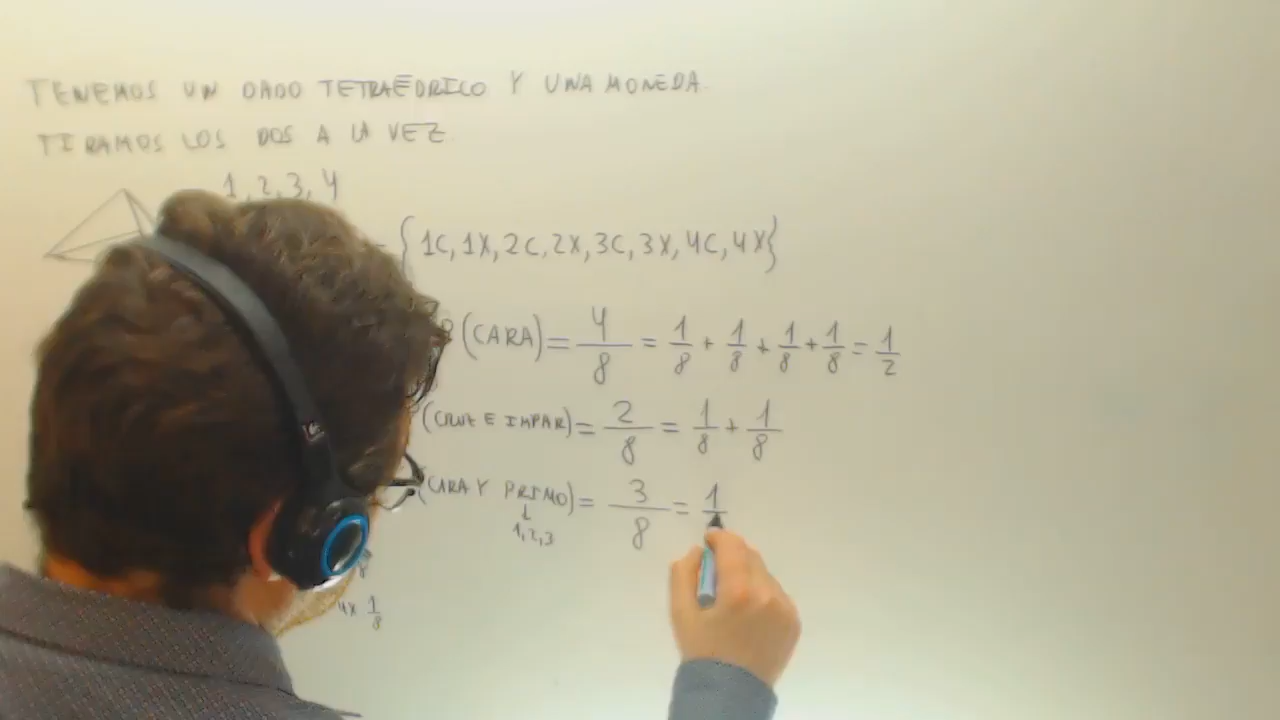 TENEMOS UN DADO TETRAEDRICO Y UNA MONEDA.
TIRAMOS LOS DOS A LA VEZ
1, 2, 3, 4
= {1C, 1X, 2C, 2X, 3C, 3X, 4C, 4X}
P(CARA) = 4/8 = 1/8 + 1/8 + 1/8 + 1/8 = 1/2
(CRUZ E IMPAR) = 2/8 = 1/8 + 1/8
(CARA Y PRIMO) = 3/8 = 1
↓
1,2,3
4X 1/8